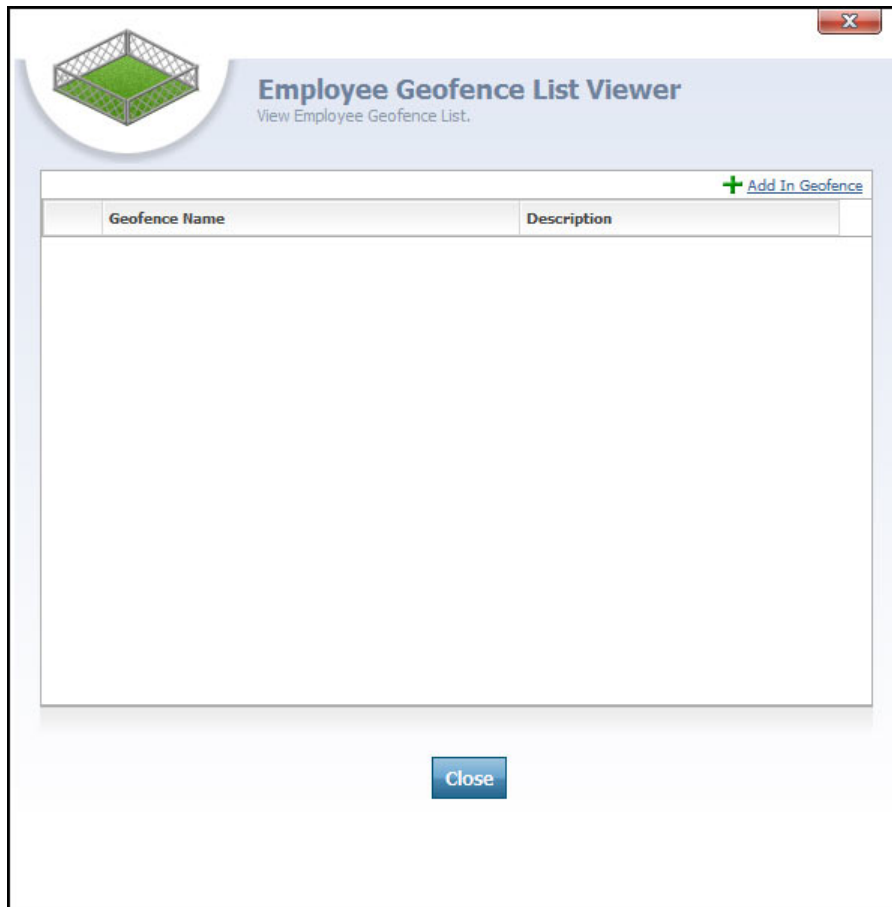 X
Employee Geofence List Viewer
View Employee Geofence List.
Add In Geofence
Geofence Name Description
Close